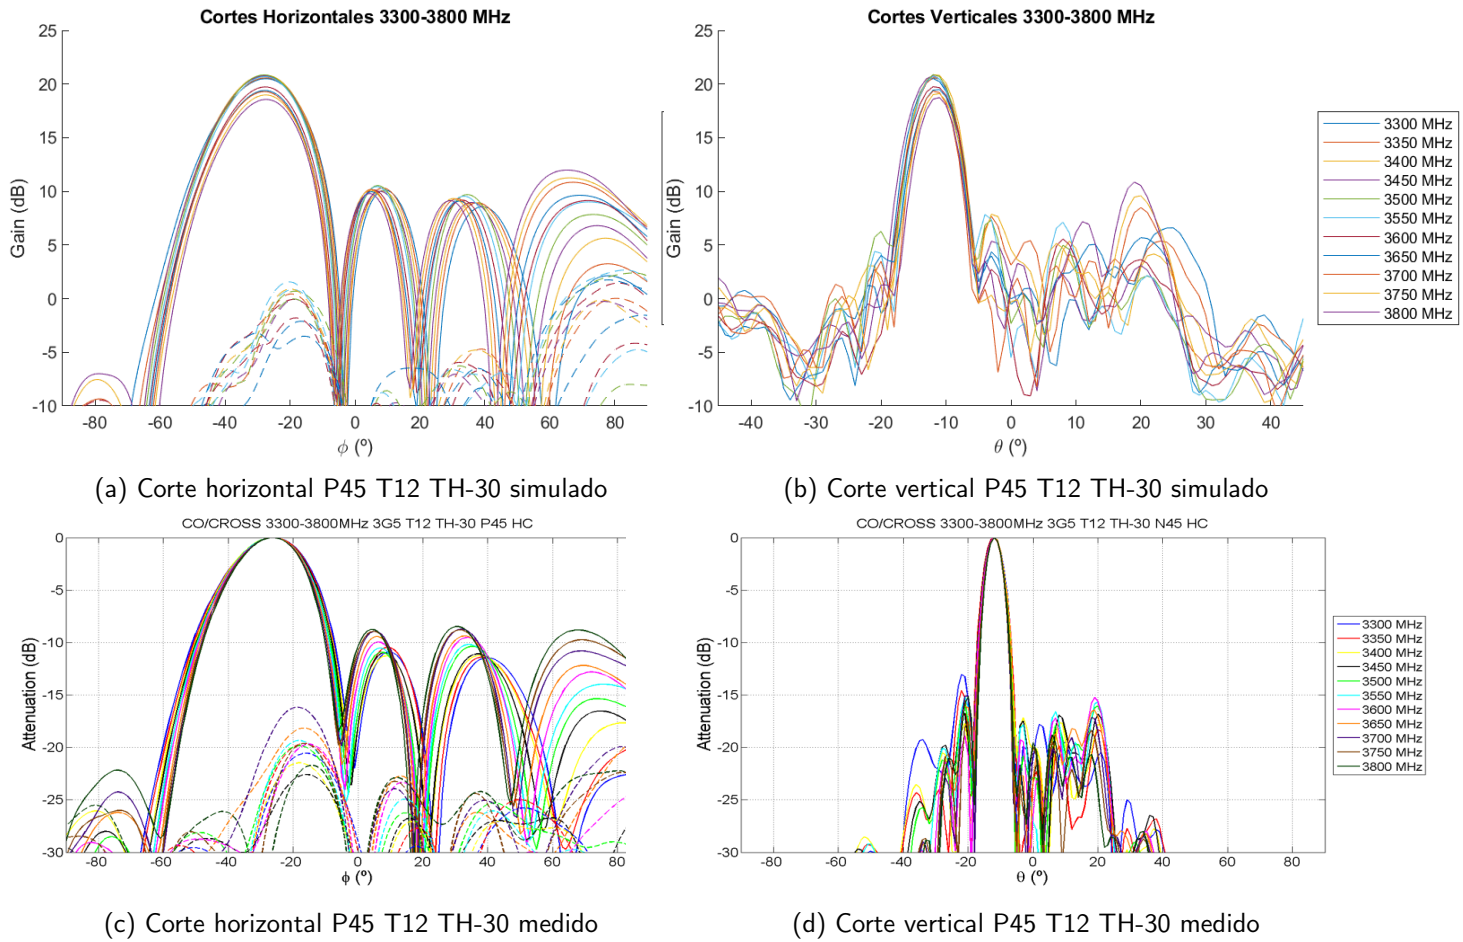 Cortes Horizontales 3300-3800 MHz
25
20
15
10
5
0
-5
-10
Gain (dB)
-80
-60
-40
-20
0
20
40
60
80
ϕ (º)
(a) Corte horizontal P45 T12 TH-30 simulado
Cortes Verticales 3300-3800 MHz
25
20
15
10
5
0
-5
-10
Gain (dB)
-40
-30
-20
-10
0
10
20
30
40
θ (º)
3300 MHz
3350 MHz
3400 MHz
3450 MHz
3500 MHz
3550 MHz
3600 MHz
3650 MHz
3700 MHz
3750 MHz
3800 MHz
(b) Corte vertical P45 T12 TH-30 simulado
CO/CROSS 3300-3800MHz 3G5 T12 TH-30 P45 HC
0
-5
-10
-15
-20
-25
-30
Attenuation (dB)
-80
-60
-40
-20
0
20
40
60
80
ϕ (º)
(c) Corte horizontal P45 T12 TH-30 medido
CO/CROSS 3300-3800MHz 3G5 T12 TH-30 N45 HC
0
-5
-10
-15
-20
-25
-30
Attenuation (dB)
-80
-60
-40
-20
0
20
40
60
80
θ (º)
3300 MHz
3350 MHz
3400 MHz
3450 MHz
3500 MHz
3550 MHz
3600 MHz
3650 MHz
3700 MHz
3750 MHz
3800 MHz
(d) Corte vertical P45 T12 TH-30 medido